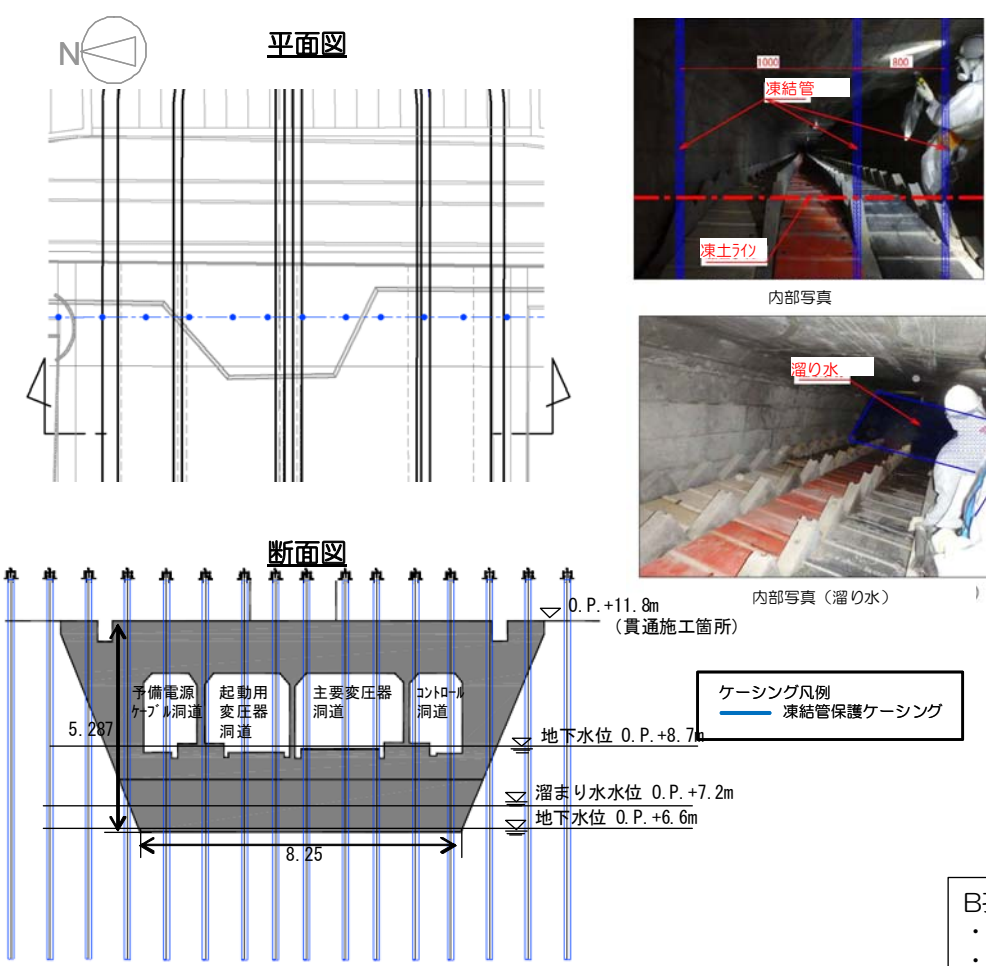 N
平面図
1000
800
凍結管
凍土ライン
内部写真
溜り水
内部写真（溜り水）
断面図
O.P.+11.8m
（貫通施工箇所）
予備電源
ケーブル洞道
起動用
変圧器
洞道
主要変圧器
洞道
コントロール
洞道
5.287
8.25
地下水位 O.P.+8.7m
溜まり水水位 O.P.+7.2m
地下水位 O.P.+6.6m
ケーシング凡例
凍結管保護ケーシング
）
B
・
・